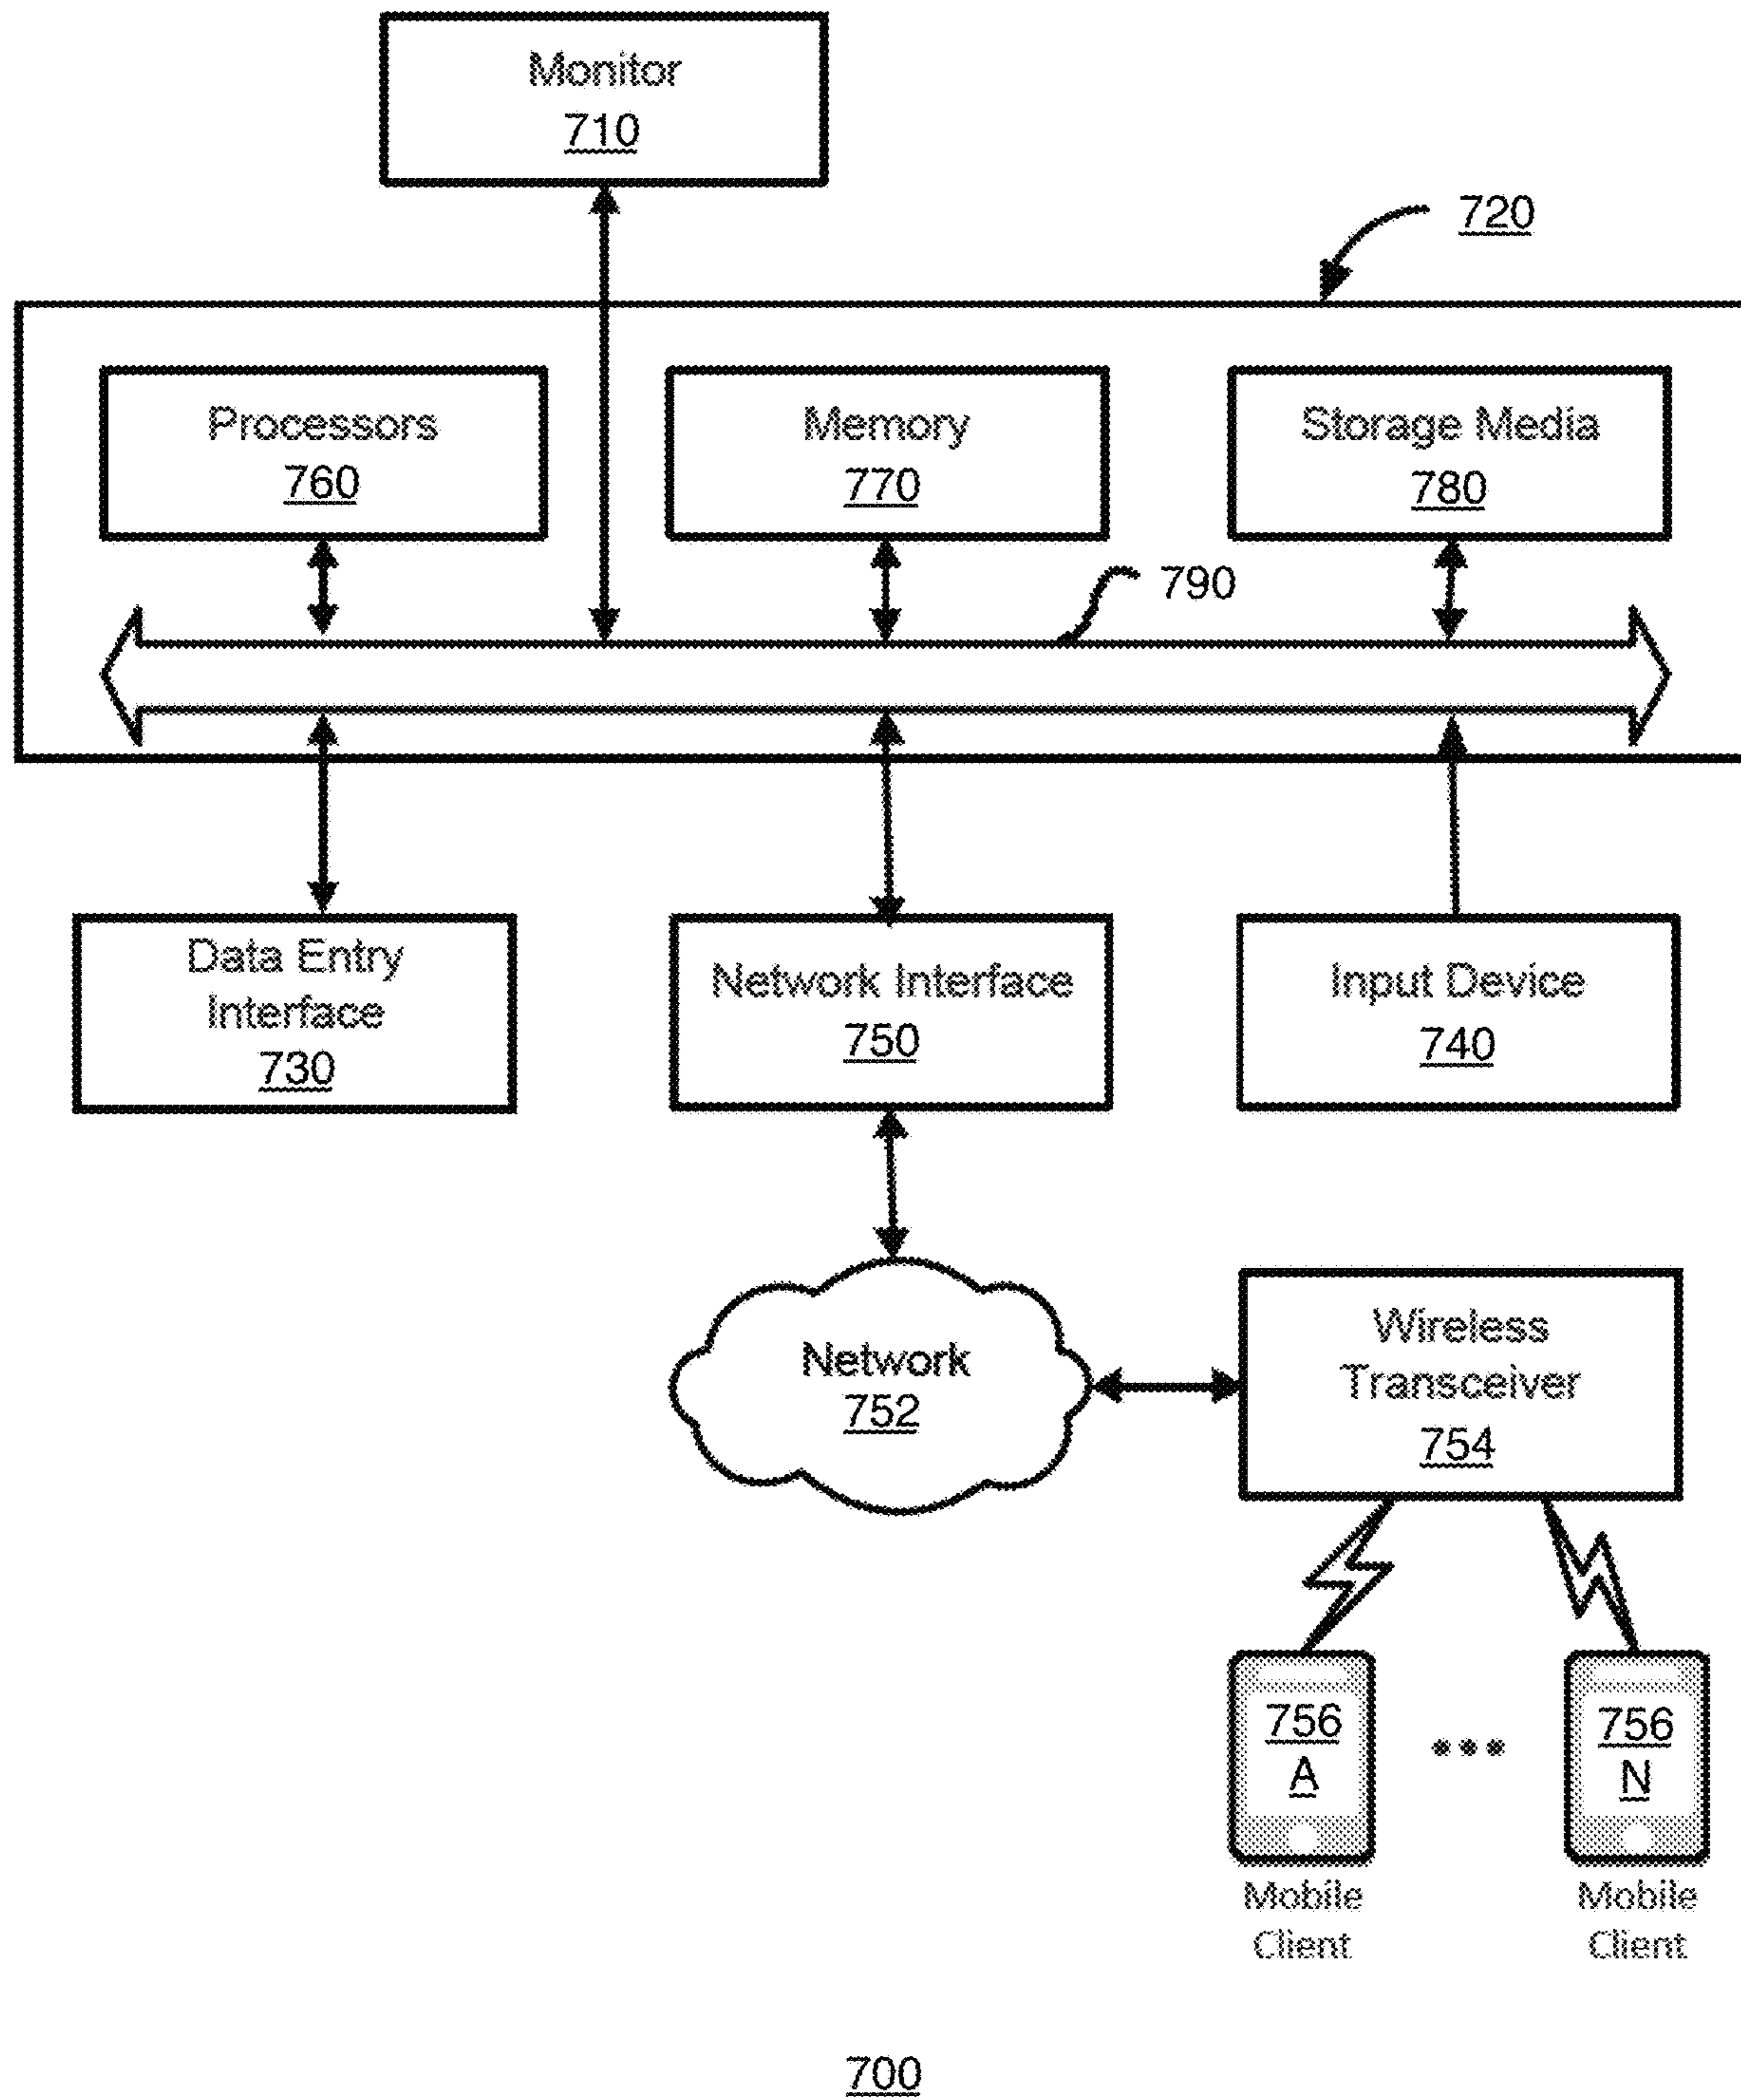 Monitor
710
720
Processors
760
Memory
770
Storage Media
780
790
Data Entry
Interface
730
Network Interface
750
Input Device
740
Network
752
Wireless
Transceiver
754
756
A
756
N
Mobile
Client
Mobile
Client
700